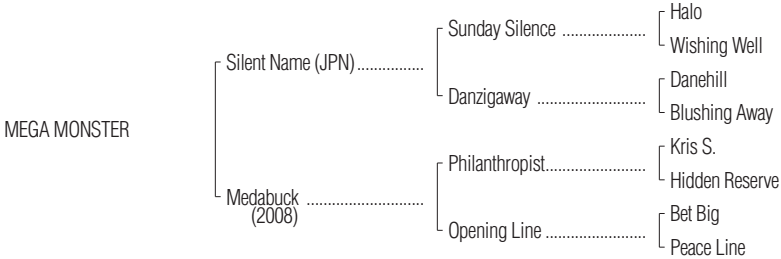 Halo
Sunday Silence ....................
Wishing Well
Silent Name (JPN)................
Danehill
Danzigaway ..........................
Blushing Away
MEGA MONSTER
Kris S.
Philanthropist........................
Hidden Reserve
Medabuck ............................
(2008)
Bet Big
Opening Line ........................
Peace Line